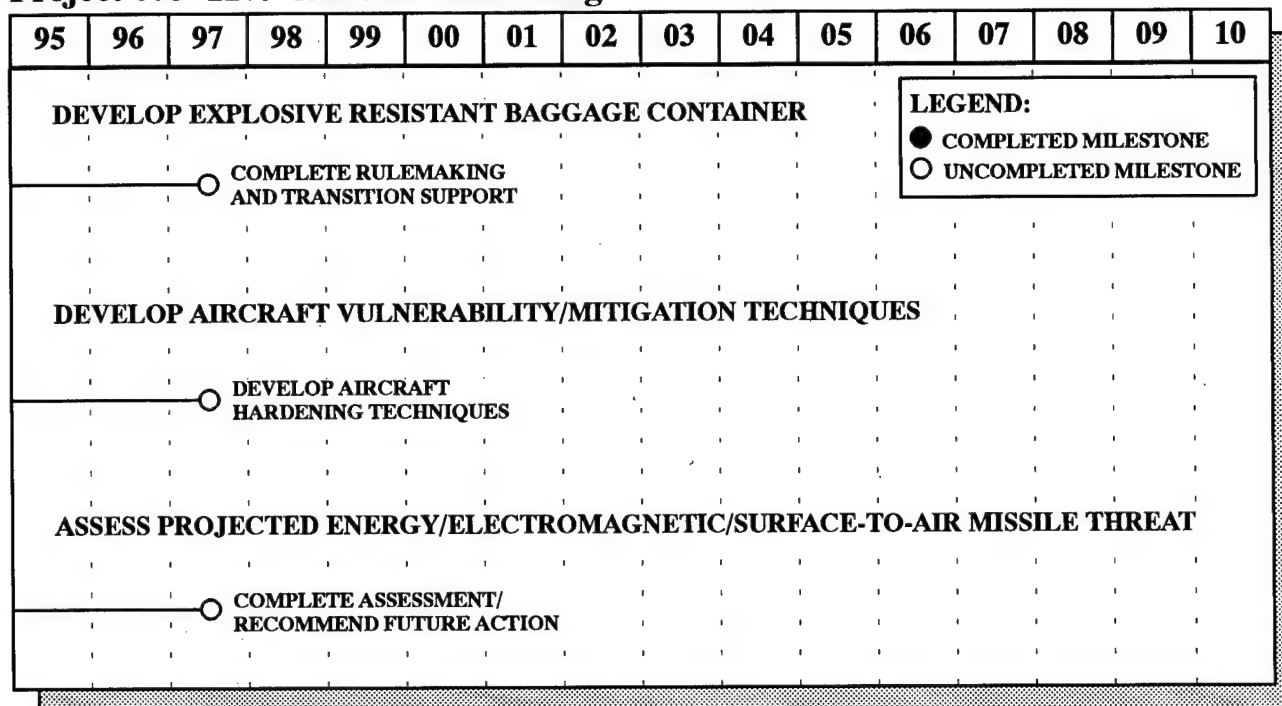 95 96 97 98 99 00 01 02 03 04 05 06 07 08 09 10
DEVELOP EXPLOSIVE RESISTANT BAGGAGE CONTAINER
LEGEND:
● COMPLETED MILESTONE
○ UNCOMPLETED MILESTONE
COMPLETE RULEMAKING
AND TRANSITION SUPPORT
DEVELOP AIRCRAFT VULNERABILITY/MITIGATION TECHNIQUES
DEVELOP AIRCRAFT
HARDENING TECHNIQUES
ASSESS PROJECTED ENERGY/ELECTROMAGNETIC/SURFACE-TO-AIR MISSILE THREAT
COMPLETE ASSESSMENT/
RECOMMEND FUTURE ACTION